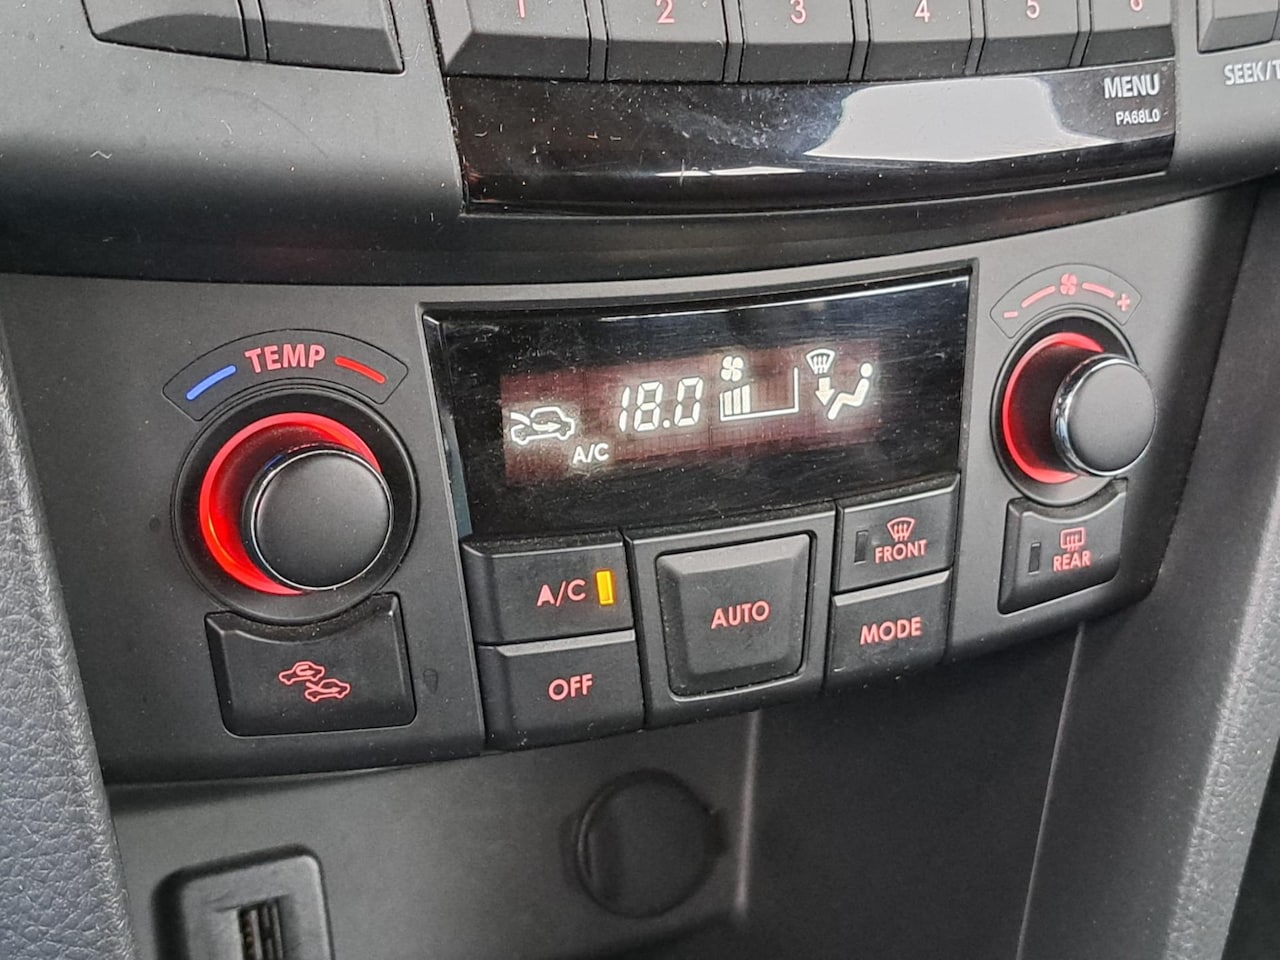 1 2 3 4 5 6
MENU
PA68L0
SEEK/T
TEMP
- +
18.0
A/C
A/C
AUTO
FRONT
REAR
OFF
MODE